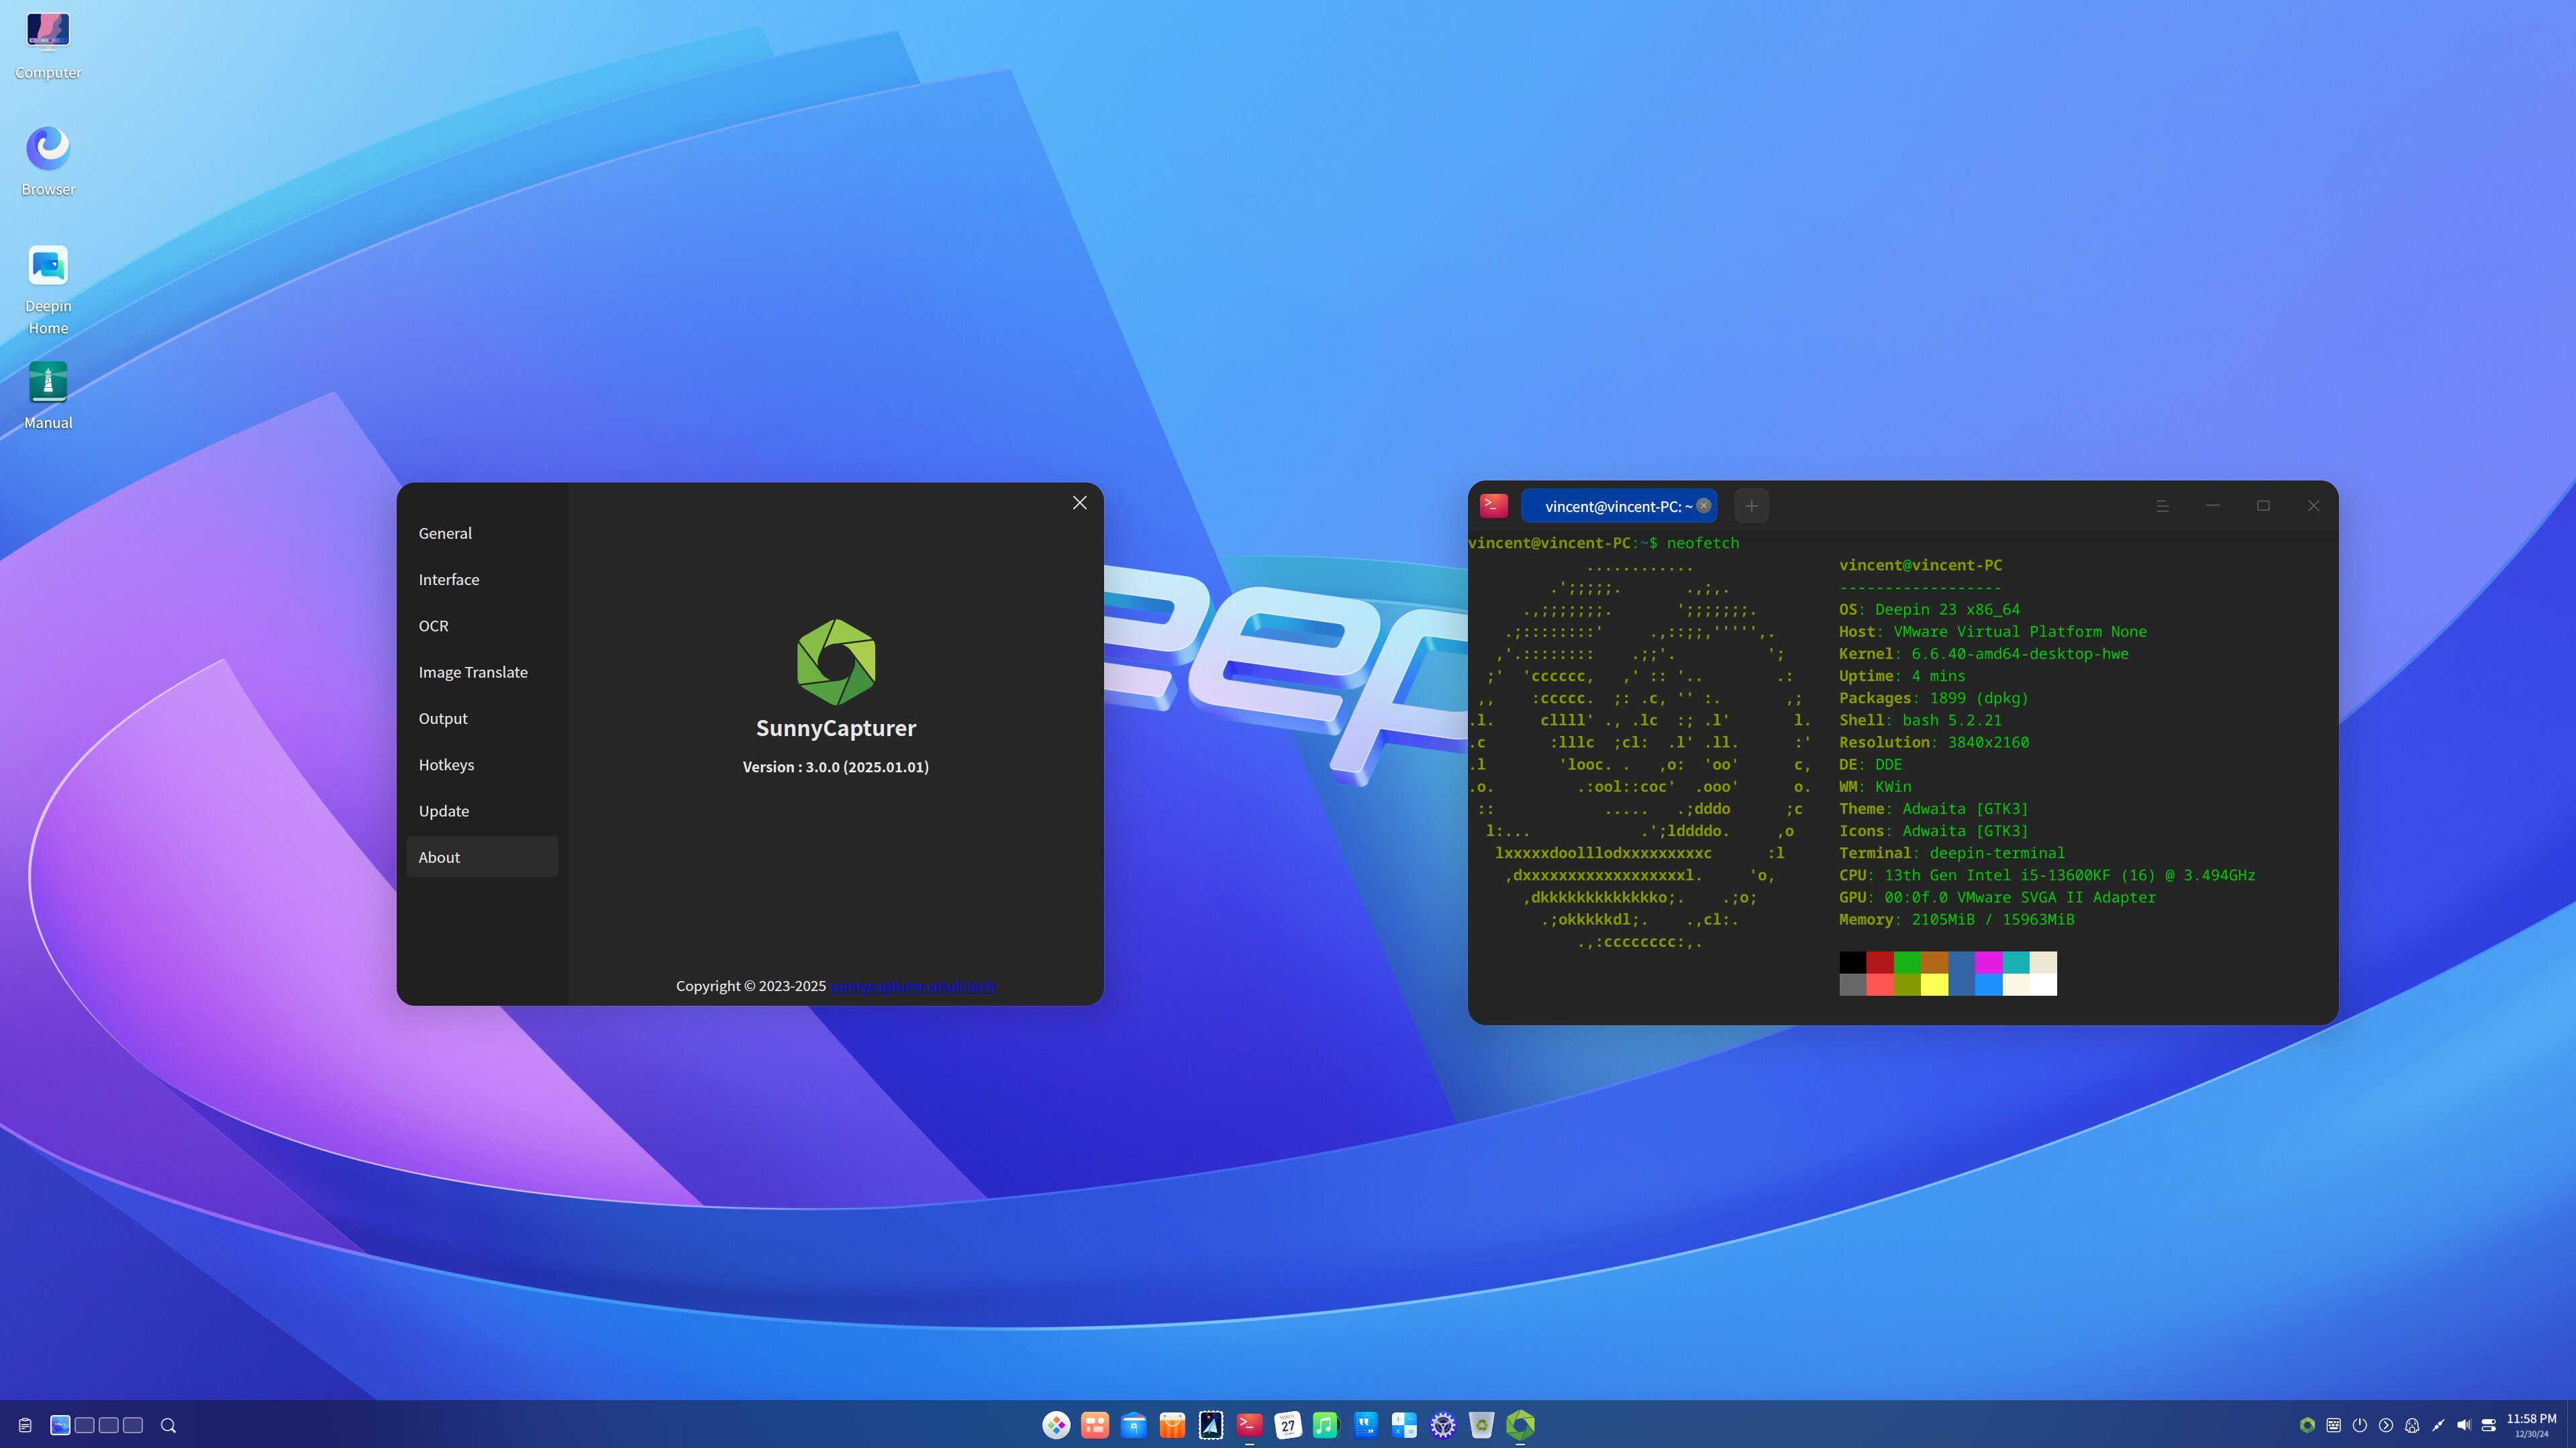 Computer
Browser
Deepin
Home
Manual
General
Interface
OCR
Image Translate
Output
Hotkeys
Update
About
SunnyCapturer
Version : 3.0.0 (2025.01.01)
Copyright © 2023-2025 sunnycapturer.xmuli.tech
eep
vincent@vincent-PC: ~
vincent@vincent-PC:~$ neofetch
vincent@vincent-PC
------------------
OS: Deepin 23 x86_64
Host: VMware Virtual Platform None
Kernel: 6.6.40-amd64-desktop-hwe
Uptime: 4 mins
Packages: 1899 (dpkg)
Shell: bash 5.2.21
Resolution: 3840x2160
DE: DDE
WM: KWin
Theme: Adwaita [GTK3]
Icons: Adwaita [GTK3]
Terminal: deepin-terminal
CPU: 13th Gen Intel i5-13600KF (16) @ 3.494GHz
GPU: 00:0f.0 VMware SVGA II Adapter
Memory: 2105MiB / 15963MiB
27
11:58 PM
12/30/24